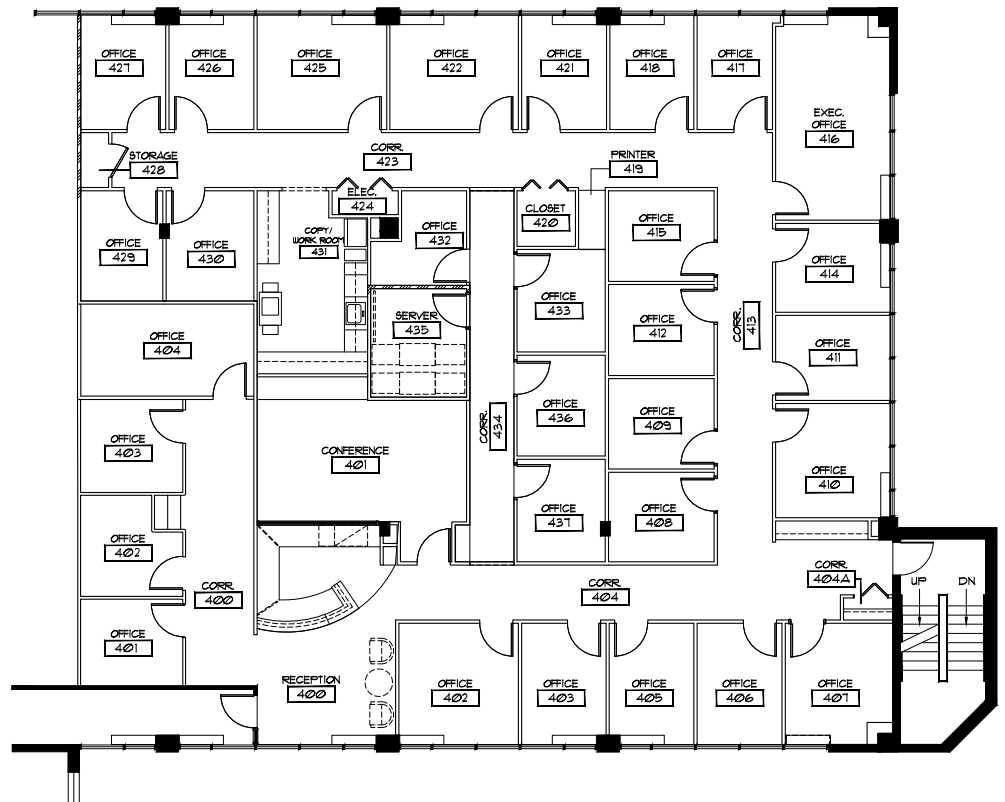 OFFICE
427
OFFICE
426
OFFICE
425
OFFICE
422
OFFICE
421
OFFICE
418
OFFICE
417
EXEC.
OFFICE
416
STORAGE
428
CORR.
423
PRINTER
419
ELEC.
424
CLOSET
420
OFFICE
415
OFFICE
429
OFFICE
430
COPY/
WORK ROOM
431
OFFICE
432
OFFICE
414
OFFICE
433
OFFICE
412
CORR.
413
SERVER
435
OFFICE
404
OFFICE
411
OFFICE
436
OFFICE
409
CORR.
434
OFFICE
403
CONFERENCE
401
OFFICE
410
OFFICE
437
OFFICE
408
OFFICE
402
CORR.
400
CORR.
404
CORR.
404A
UP
DN
OFFICE
401
RECEPTION
400
OFFICE
402
OFFICE
403
OFFICE
405
OFFICE
406
OFFICE
407